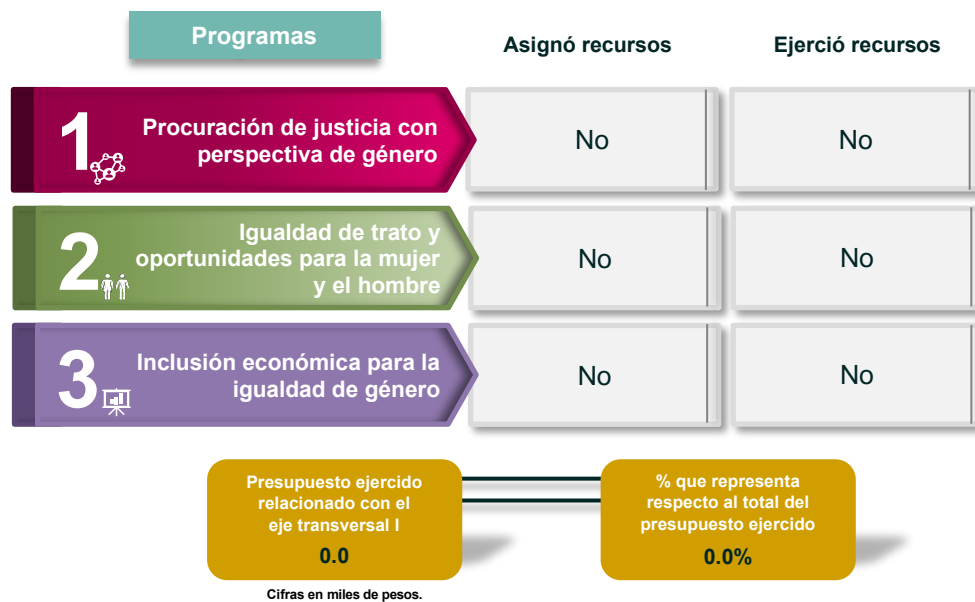 Programas
Asignó recursos
Ejerció recursos
1
Procuración de justicia con
perspectiva de género
No
No
2
Igualdad de trato y
oportunidades para la mujer
y el hombre
No
No
3
Inclusión económica para la
igualdad de género
No
No
Presupuesto ejercido
relacionado con el
eje transversal I
0.0
% que representa
respecto al total del
presupuesto ejercido
0.0%
Cifras en miles de pesos.